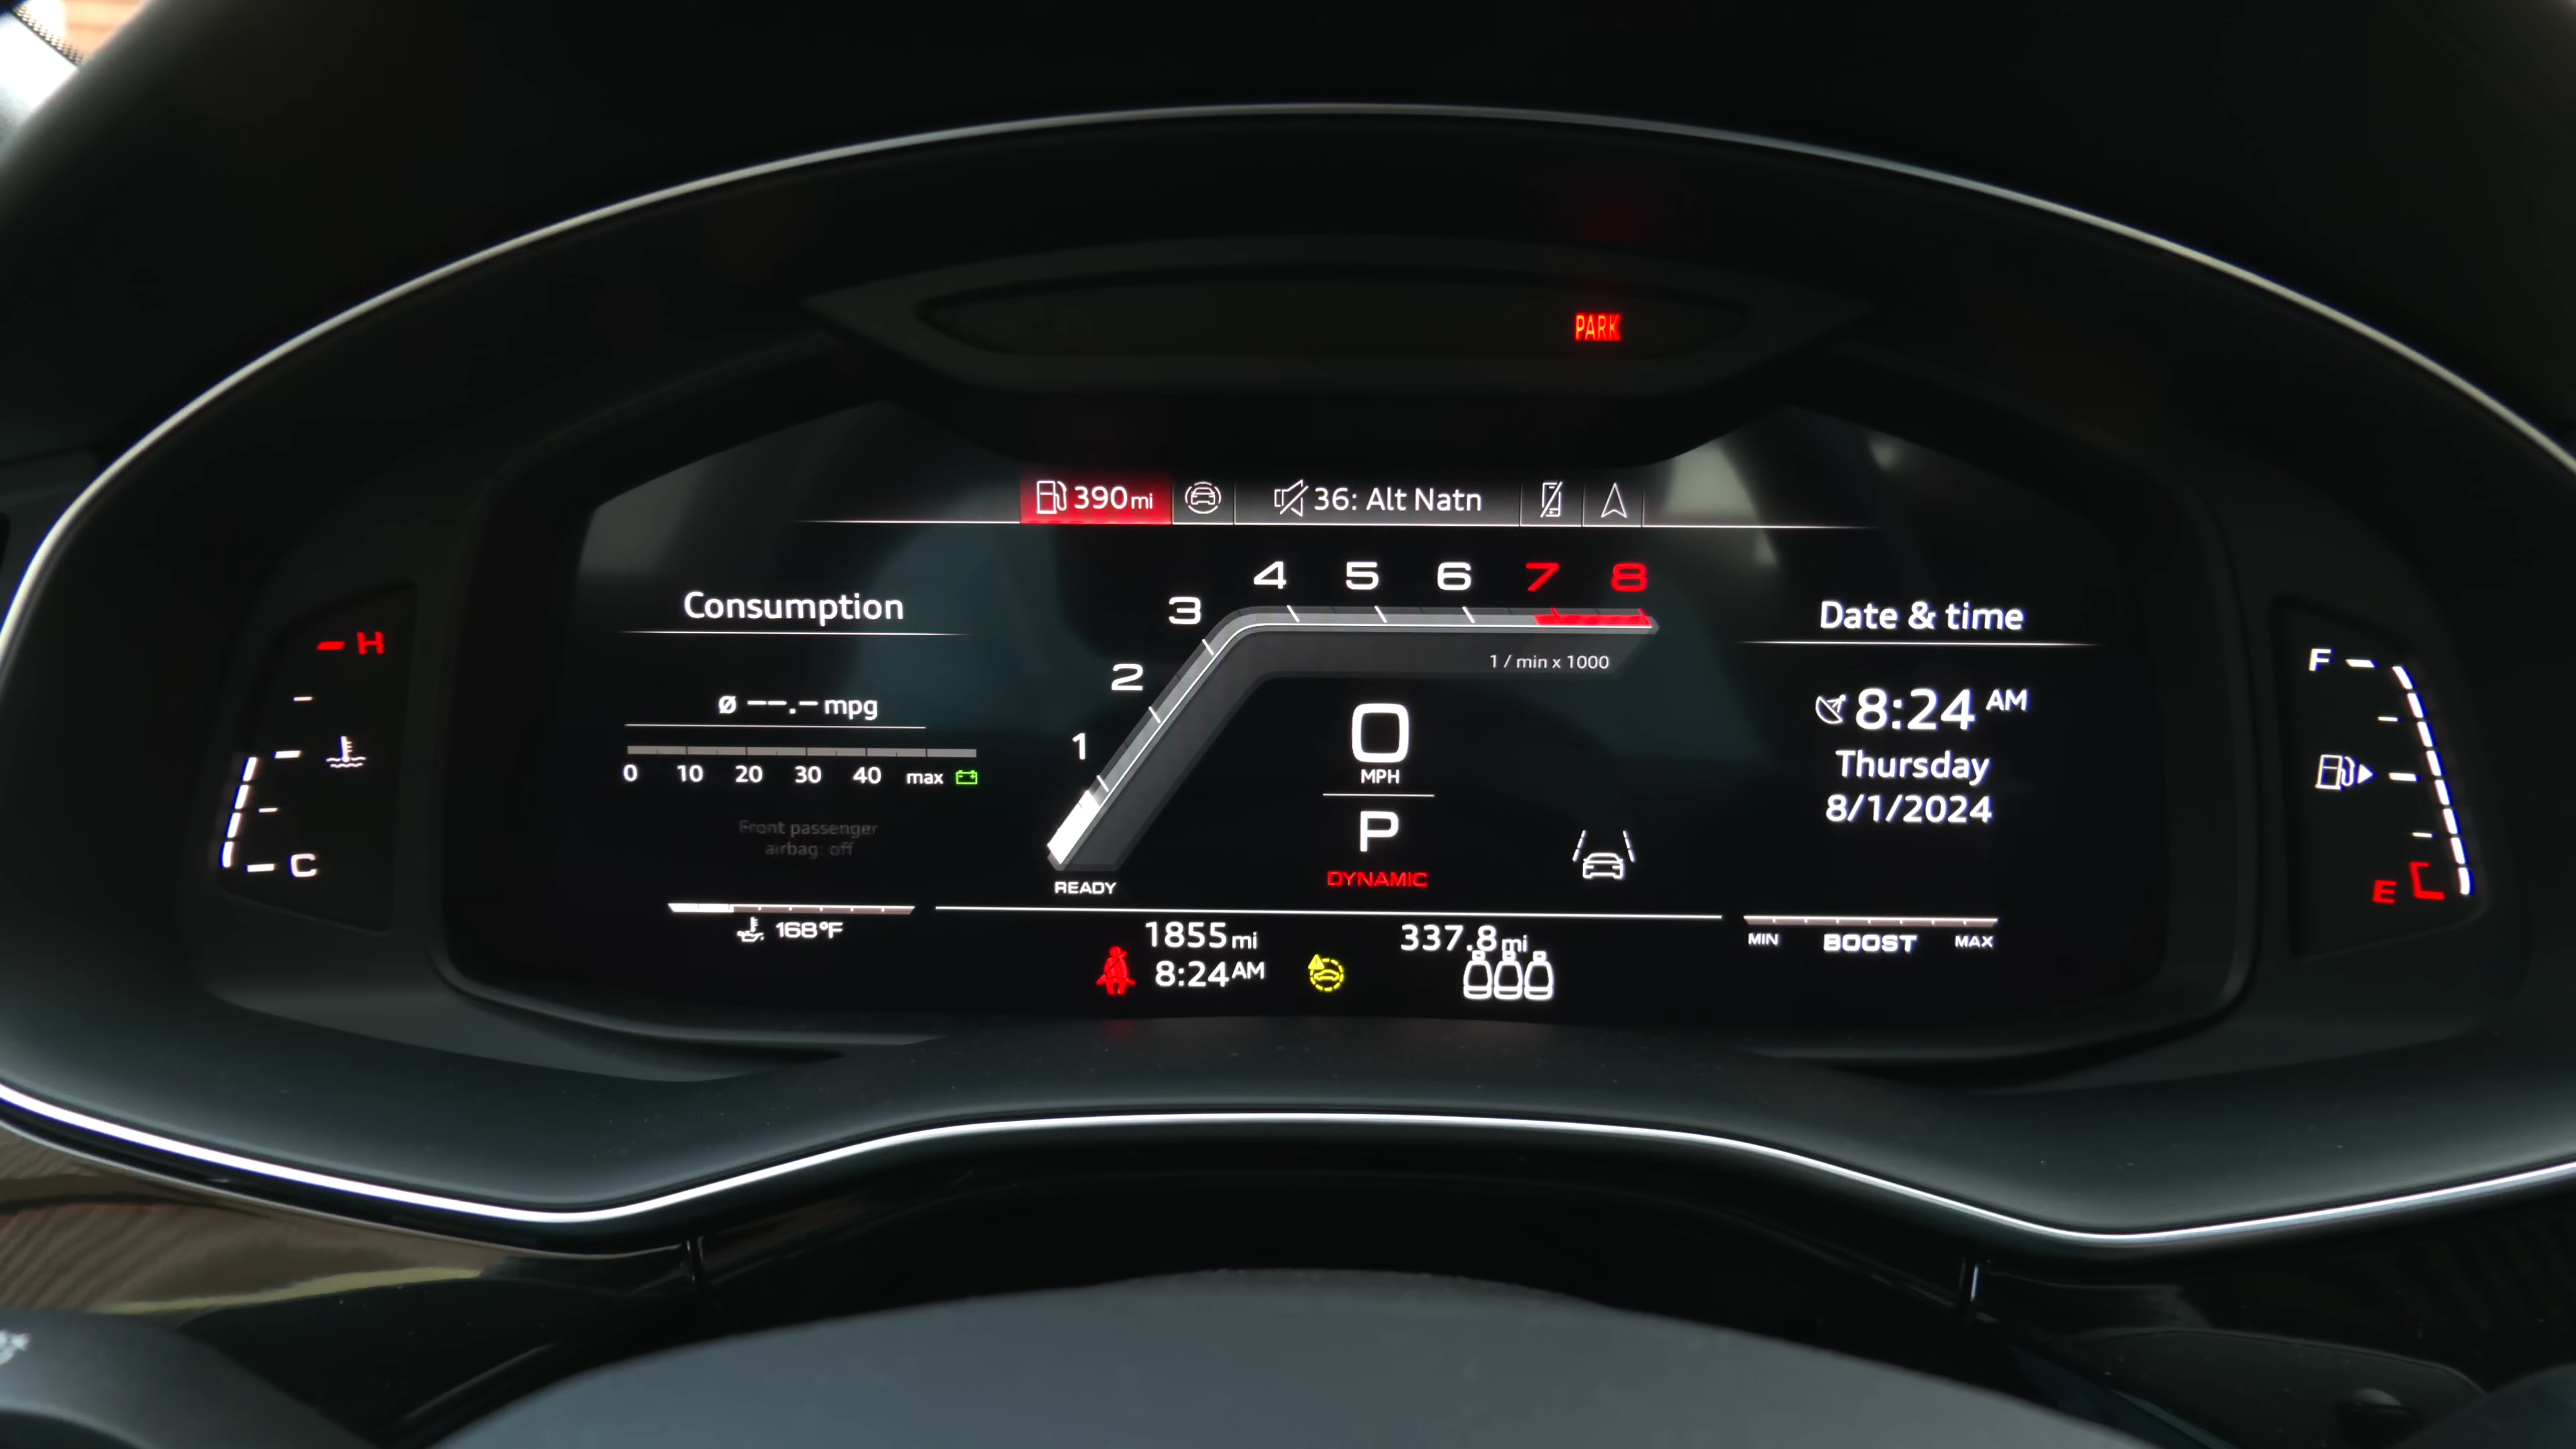 PARK
390 mi
36: Alt Natn
4 5 6 7 8
3
2
1
1 / min x 1000
0
MPH
P
DYNAMIC
READY
Consumption
ø --.- mpg
0 10 20 30 40 max
Front passenger
airbag: off
168°F
H
C
Date & time
8:24 AM
Thursday
8/1/2024
MIN BOOST MAX
F
E
1855 mi
337.8 mi
8:24 AM